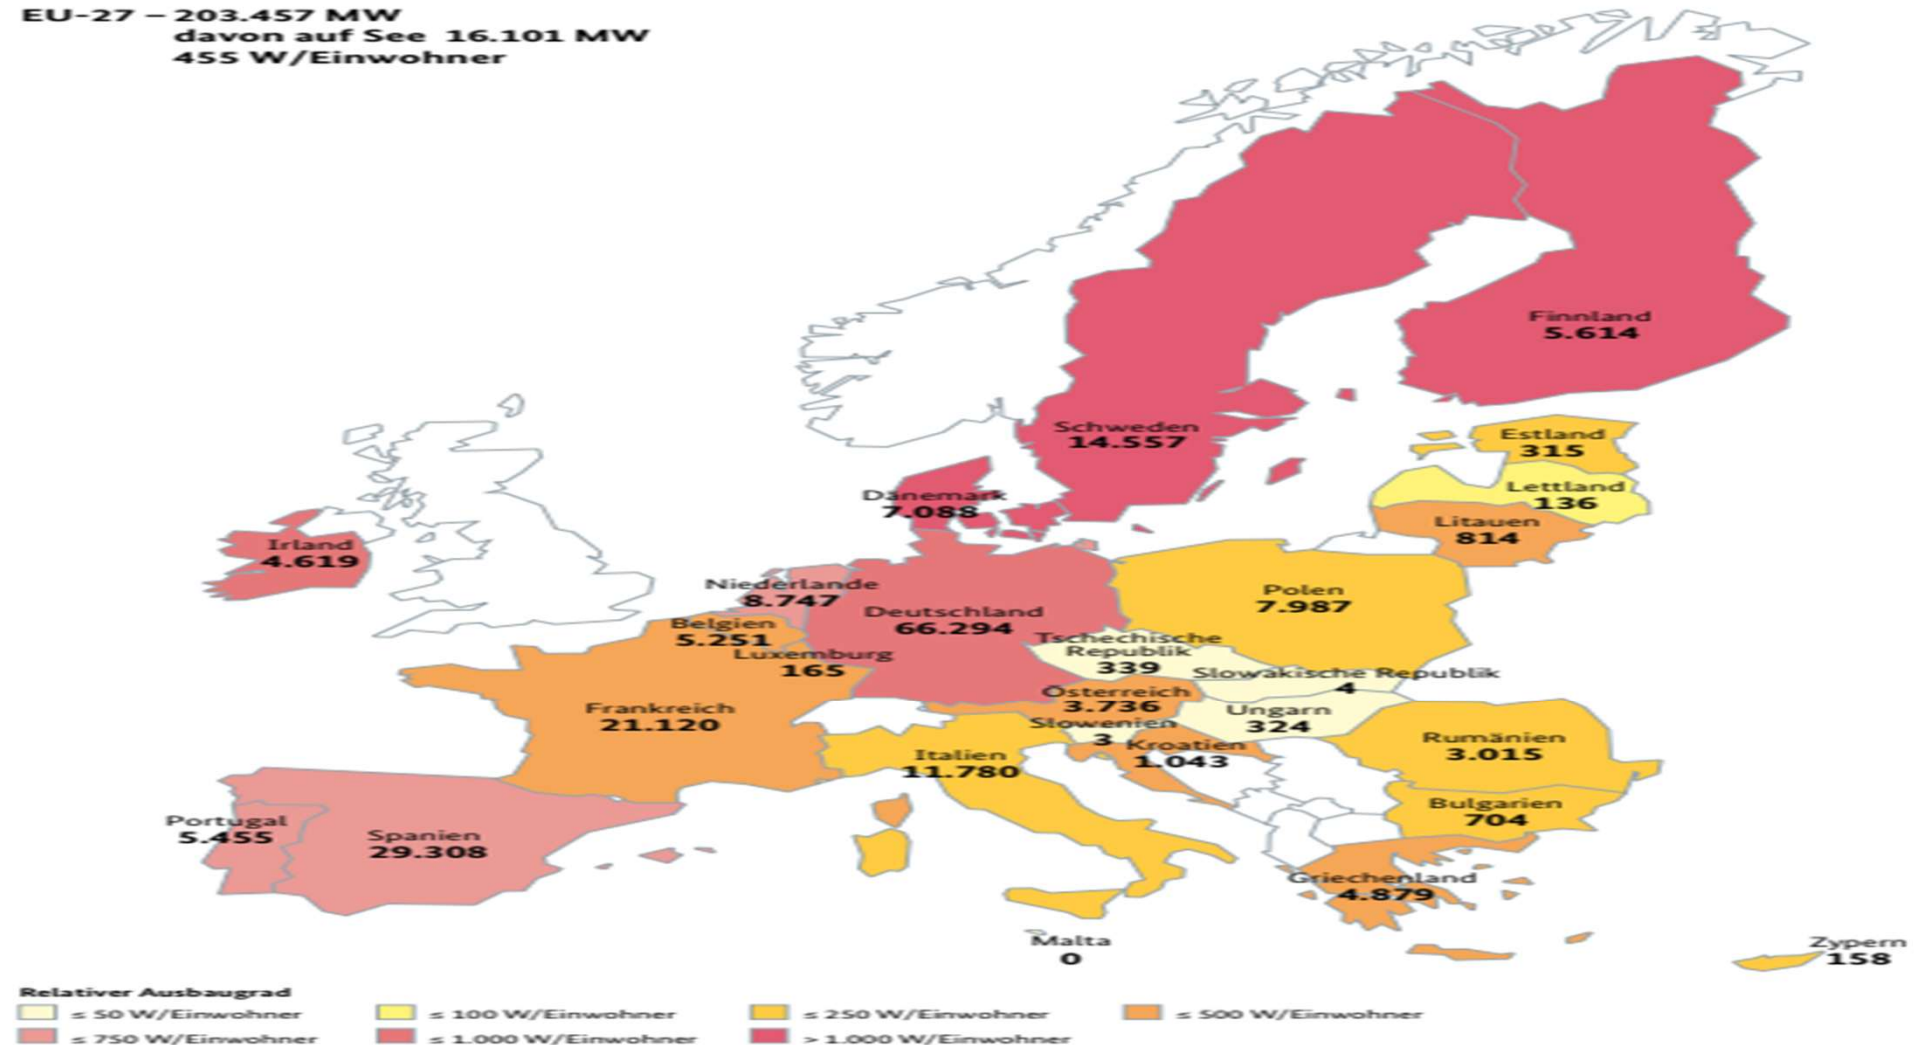 EU-27 – 203.457 MW
davon auf See 16.101 MW
455 W/Einwohner
Finnland
5.614
Schweden
14.557
Estland
315
Dänemark
7.088
Lettland
136
Litauen
814
Irland
4.619
Niederlande
8.747
Polen
7.987
Deutschland
66.294
Belgien
5.251
Tschechische
Republik
339
Luxemburg
165
Slowakische Republik
4
Österreich
3.736
Frankreich
21.120
Ungarn
324
Slowenien
3
Kroatien
1.043
Rumänien
3.015
Italien
11.780
Bulgarien
704
Portugal
5.455
Spanien
29.308
Griechenland
4.879
Malta
0
Zypern
158
Relativer Ausbaugrad
≤ 50 W/Einwohner
≤ 100 W/Einwohner
≤ 250 W/Einwohner
≤ 500 W/Einwohner
≤ 750 W/Einwohner
≤ 1.000 W/Einwohner
> 1.000 W/Einwohner